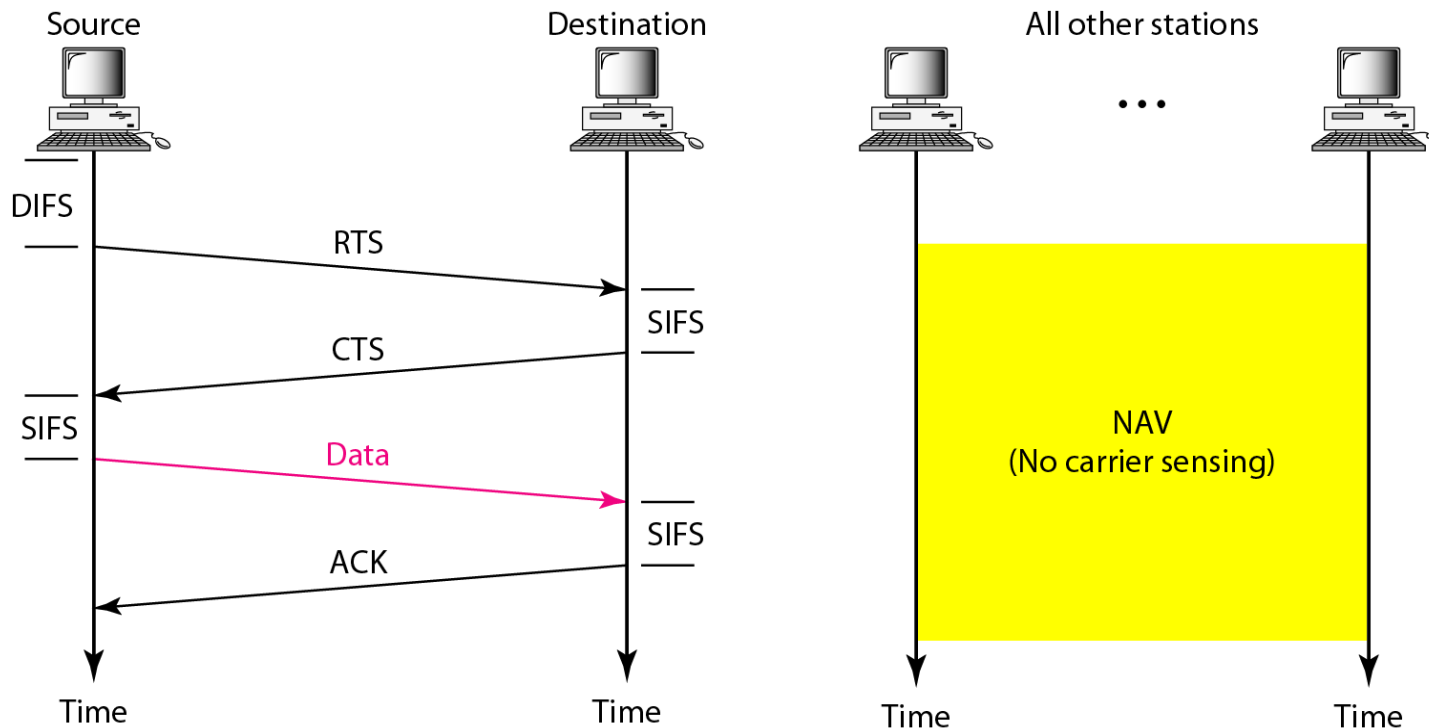 Source
Destination
All other stations
...
DIFS
RTS
SIFS
CTS
SIFS
Data
NAV
(No carrier sensing)
SIFS
ACK
Time
Time
Time
Time